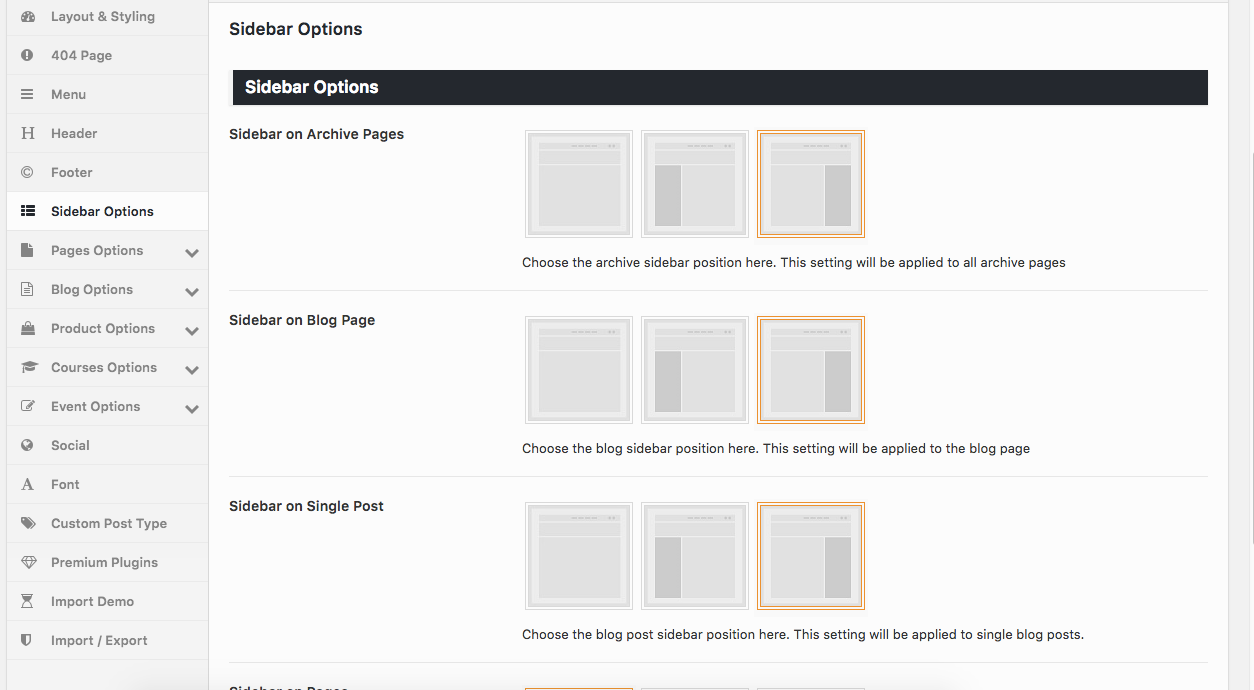 Layout & Styling
404 Page
Menu
Header
Footer
Sidebar Options
Pages Options
Blog Options
Product Options
Courses Options
Event Options
Social
Font
Custom Post Type
Premium Plugins
Import Demo
Import / Export
Sidebar Options
Sidebar Options
Sidebar on Archive Pages
Choose the archive sidebar position here. This setting will be applied to all archive pages
Sidebar on Blog Page
Choose the blog sidebar position here. This setting will be applied to the blog page
Sidebar on Single Post
Choose the blog post sidebar position here. This setting will be applied to single blog posts.
Sidebar on Pages